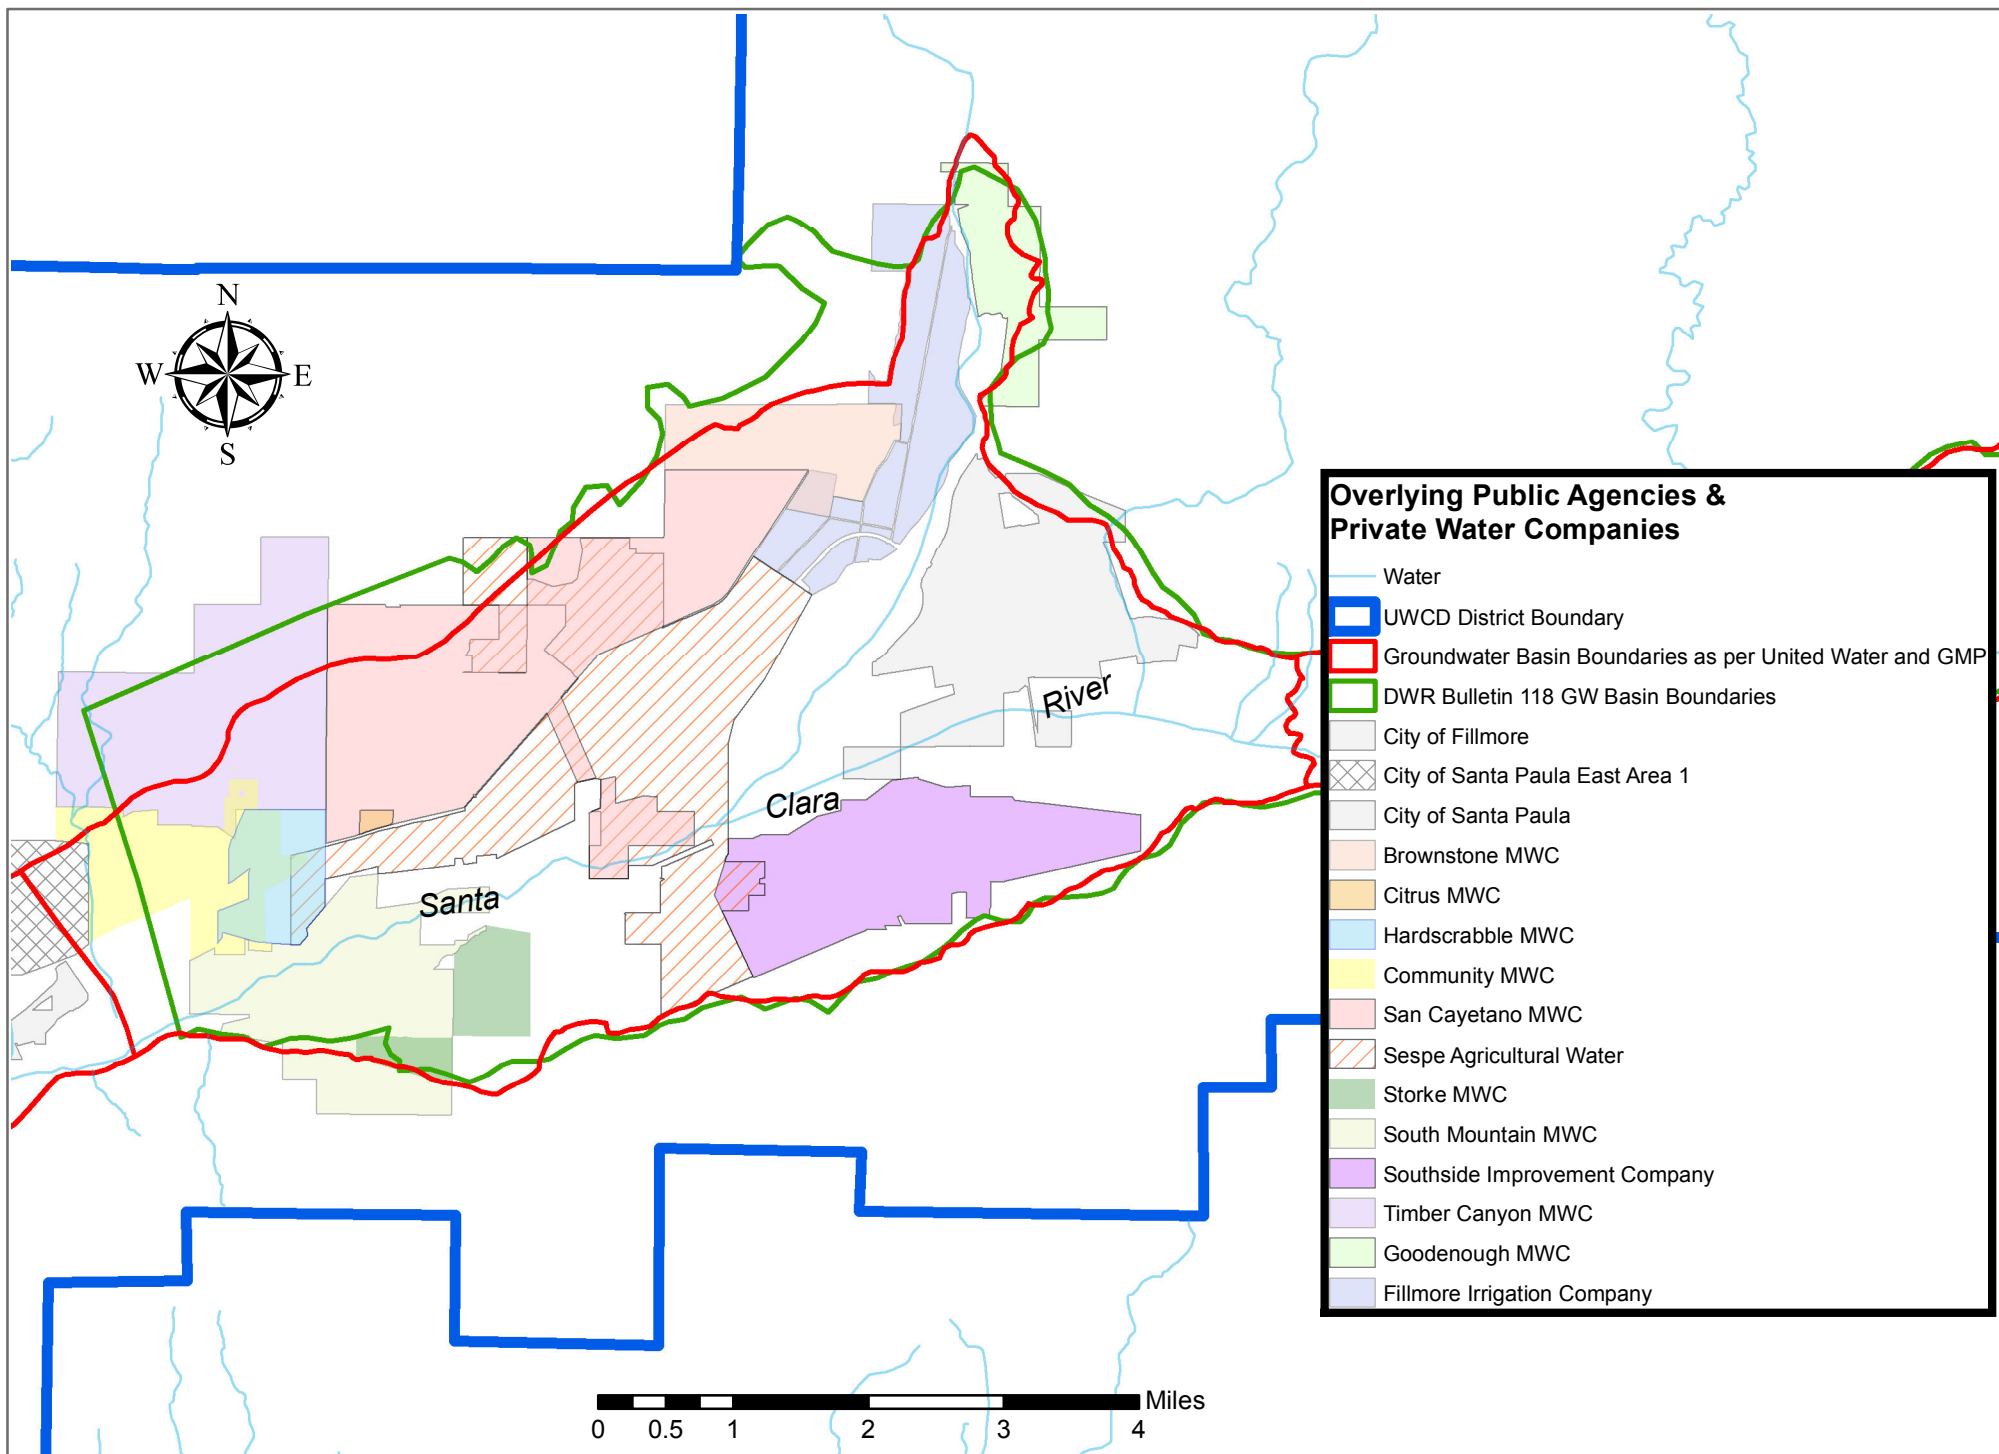 N
W
E
S
River
Clara
Santa
Overlying Public Agencies &
Private Water Companies
Water
UWCD District Boundary
Groundwater Basin Boundaries as per United Water and GMP
DWR Bulletin 118 GW Basin Boundaries
City of Fillmore
City of Santa Paula East Area 1
City of Santa Paula
Brownstone MWC
Citrus MWC
Hardscrabble MWC
Community MWC
San Cayetano MWC
Sespe Agricultural Water
Storke MWC
South Mountain MWC
Southside Improvement Company
Timber Canyon MWC
Goodenough MWC
Fillmore Irrigation Company
Miles
0 0.5 1 2 3 4